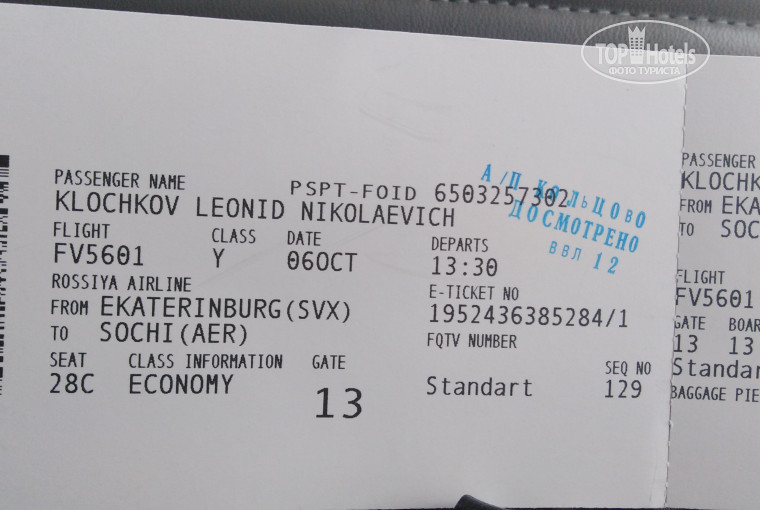 TOPHotels
ФОТО ТУРИСТА
PASSENGER NAME
PSPT-FOID 6503257302
KLOCHKOV LEONID NIKOLAEVICH
А/П КОЛЬЦОВО
ДОСМОТРЕНО
ВВЛ 12
FLIGHT CLASS DATE DEPARTS
FV5601 Y 06OCT 13:30
ROSSIYA AIRLINE E-TICKET NO
FROM EKATERINBURG(SVX) 1952436385284/1
TO SOCHI(AER) FQTV NUMBER
SEAT CLASS INFORMATION GATE SEQ NO
28C ECONOMY 13 Standart 129
PASSENGER
KLOCHK
FROM EKA
TO SOC
FLIGHT
FV5601
GATE BOAR
13 13
Standar
BAGGAGE PIE